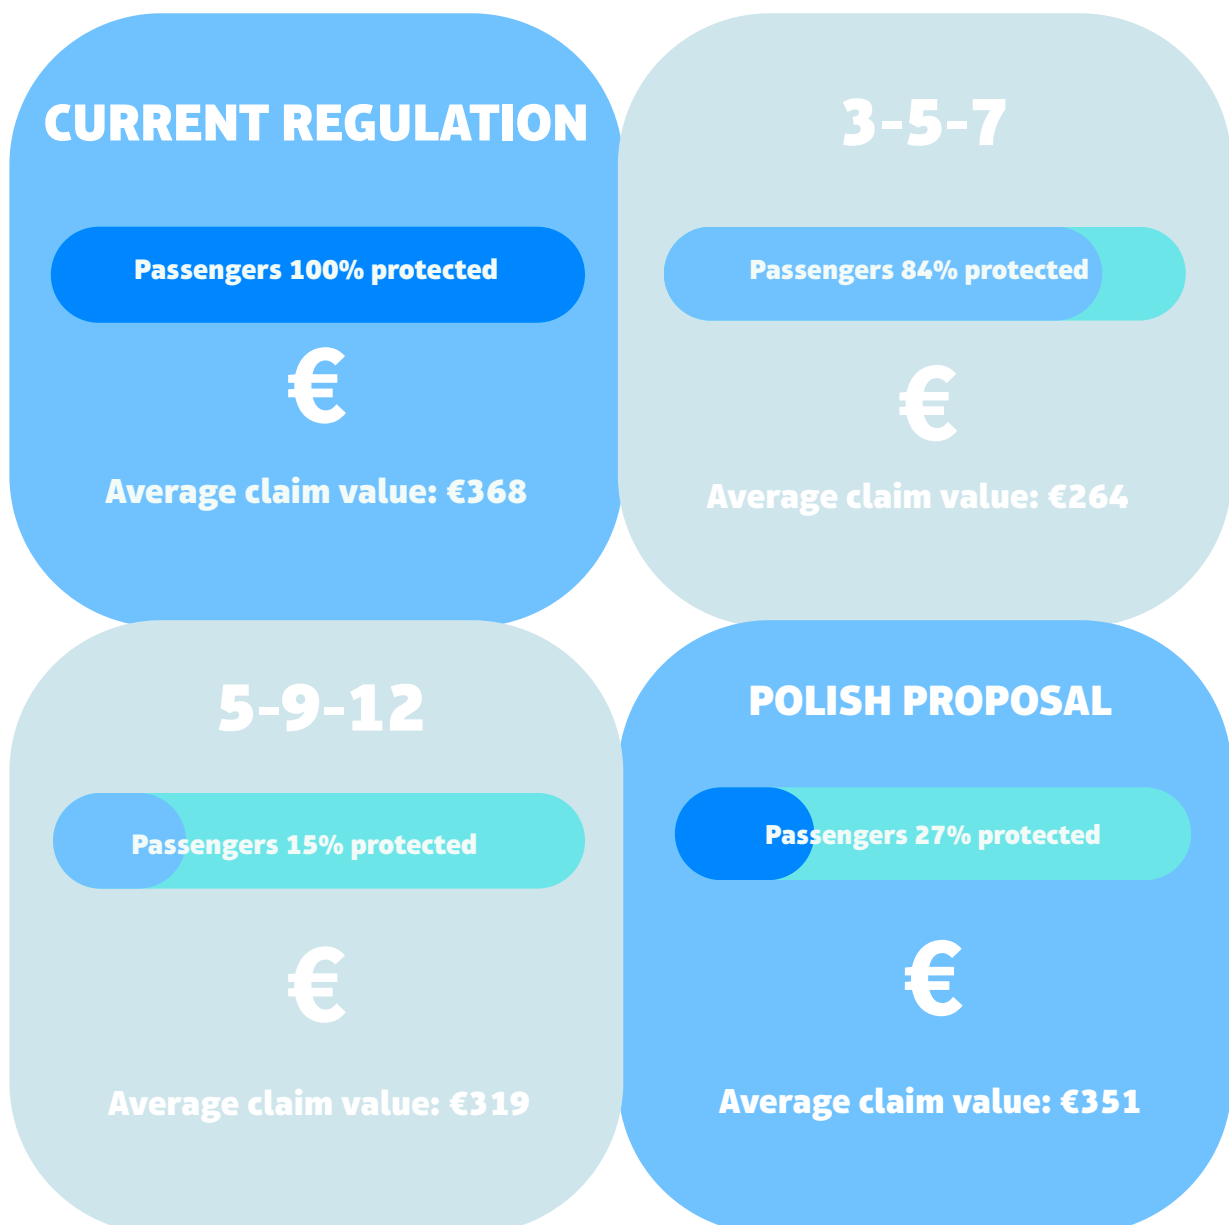 CURRENT REGULATION
Passengers 100% protected
€
Average claim value: €368
3-5-7
Passengers 84% protected
€
Average claim value: €264
5-9-12
Passengers 15% protected
€
Average claim value: €319
POLISH PROPOSAL
Passengers 27% protected
€
Average claim value: €351